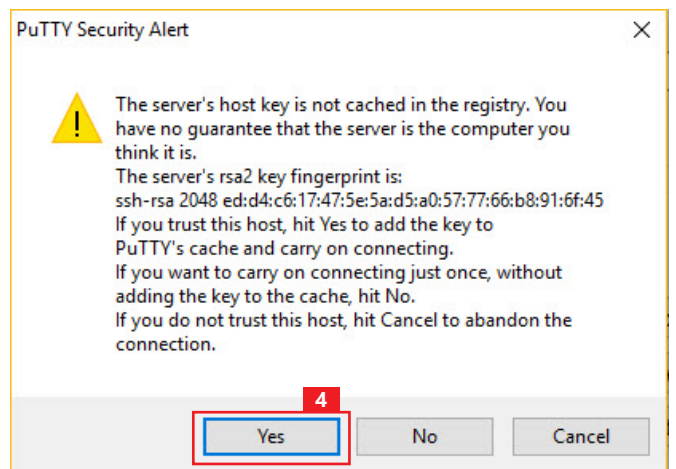 PuTTY Security Alert
The server's host key is not cached in the registry. You
have no guarantee that the server is the computer you
think it is.
The server's rsa2 key fingerprint is:
ssh-rsa 2048 ed:d4:c6:17:47:5e:5a:d5:a0:57:77:66:b8:91:6f:45
If you trust this host, hit Yes to add the key to
PuTTY's cache and carry on connecting.
If you want to carry on connecting just once, without
adding the key to the cache, hit No.
If you do not trust this host, hit Cancel to abandon the
connection.
4
Yes No Cancel